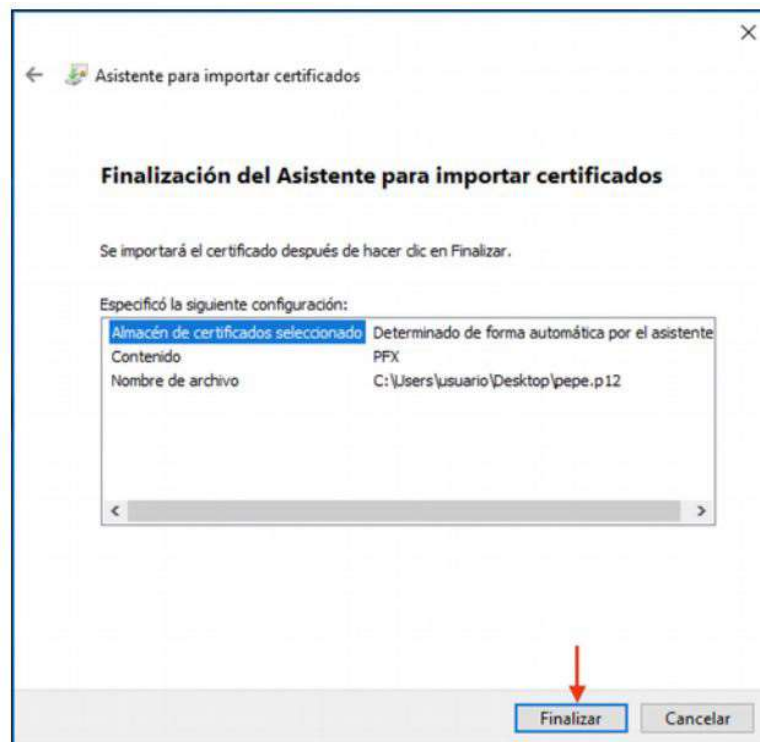 Asistente para importar certificados
Finalización del Asistente para importar certificados
Se importará el certificado después de hacer clic en Finalizar.
Especificó la siguiente configuración:
Almacén de certificados seleccionado Determinado de forma automática por el asistente
Contenido PFX
Nombre de archivo C:\Users\usuario\Desktop\pepe.p12
Finalizar Cancelar